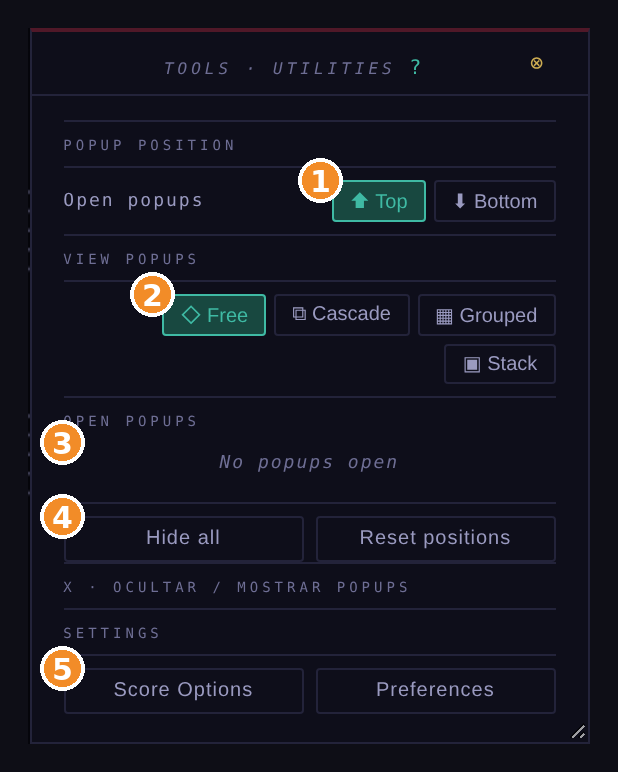 TOOLS · UTILITIES ? ⊗
POPUP POSITION
Open popups 1 ⬆ Top ⬇ Bottom
VIEW POPUPS
2 ◇ Free ⧉ Cascade ▦ Grouped
▣ Stack
OPEN POPUPS
3
No popups open
4 Hide all Reset positions
X · OCULTAR / MOSTRAR POPUPS
SETTINGS
5 Score Options Preferences